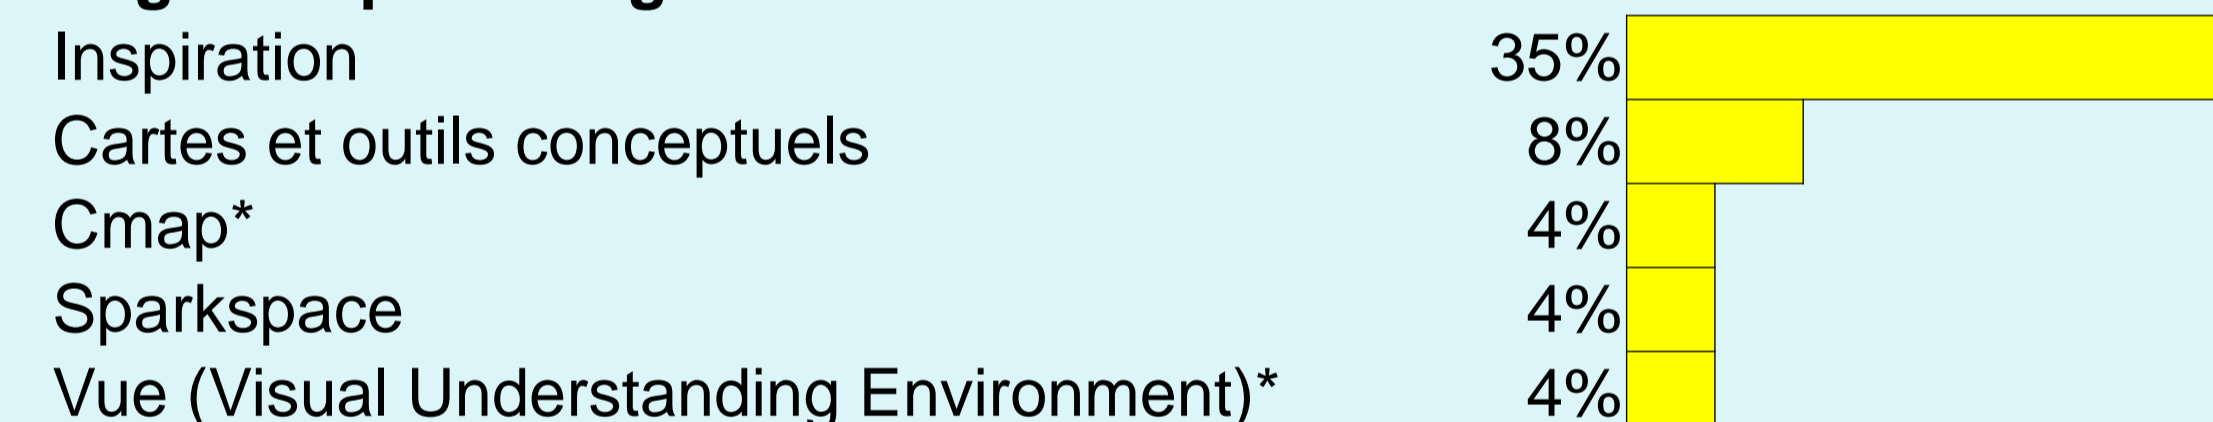 Inspiration 35%
Cartes et outils conceptuels 8%
Cmap* 4%
Sparkspace 4%
Vue (Visual Understanding Environment)* 4%